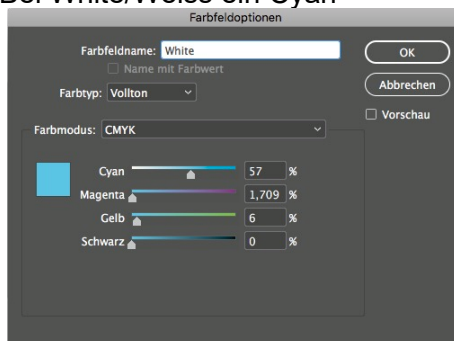 Bei White/Weiss ein Cyan
Farbfeldoptionen
Farbfeldname: White
Name mit Farbwert
Farbtyp: Vollton
Farbmodus: CMYK
Cyan 57 %
Magenta 1,709 %
Gelb 6 %
Schwarz 0 %
OK
Abbrechen
Vorschau